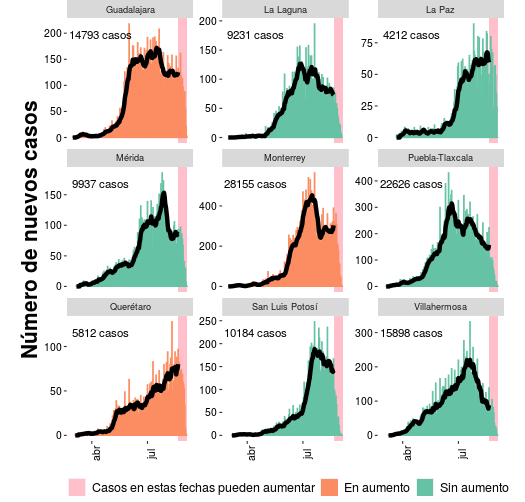 Número de nuevos casos
Guadalajara
14793 casos
200
150
100
50
0
La Laguna
9231 casos
200
150
100
50
0
La Paz
4212 casos
75
50
25
0
Mérida
9937 casos
150
100
50
0
Monterrey
28155 casos
400
200
0
Puebla-Tlaxcala
22626 casos
400
300
200
100
0
Querétaro
5812 casos
100
50
0
San Luis Potosí
10184 casos
250
200
150
100
50
0
Villahermosa
15898 casos
300
200
100
0
abr
jul
abr
jul
abr
jul
Casos en estas fechas pueden aumentar
En aumento
Sin aumento